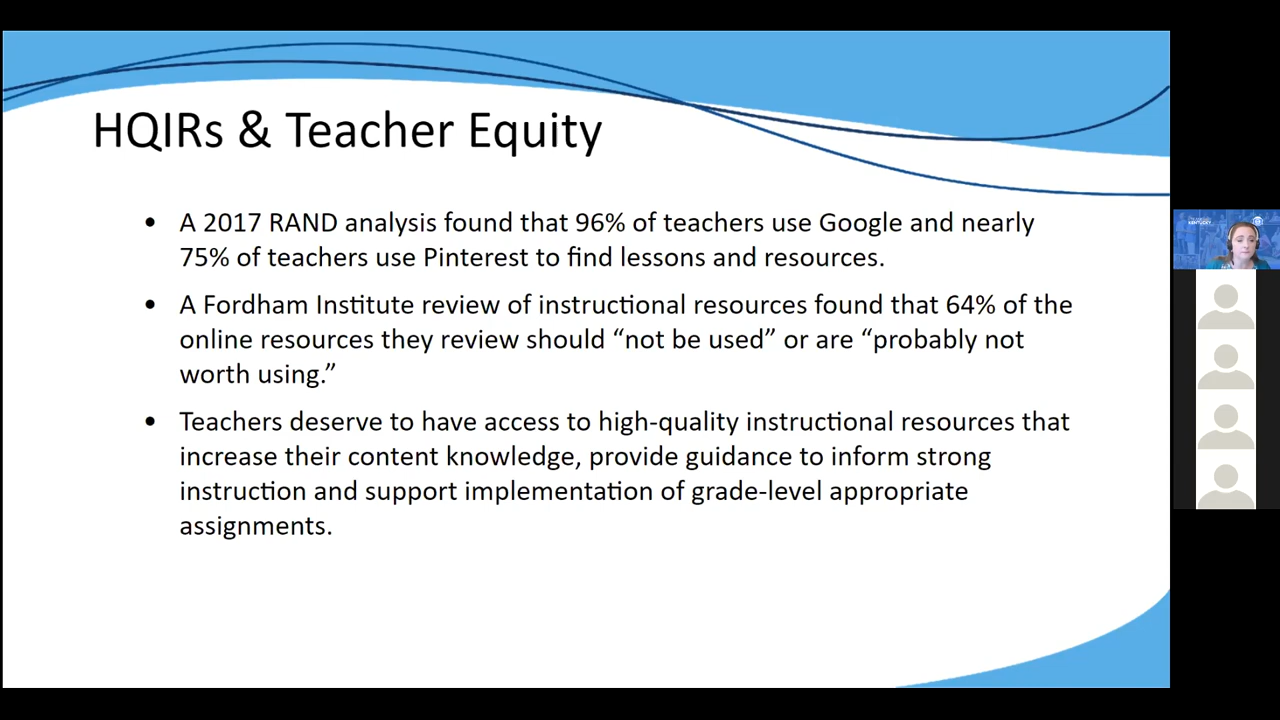 HQIRs & Teacher Equity
• A 2017 RAND analysis found that 96% of teachers use Google and nearly
75% of teachers use Pinterest to find lessons and resources.
• A Fordham Institute review of instructional resources found that 64% of the
online resources they review should “not be used” or are “probably not
worth using.”
• Teachers deserve to have access to high-quality instructional resources that
increase their content knowledge, provide guidance to inform strong
instruction and support implementation of grade-level appropriate
assignments.
KENTUCKY